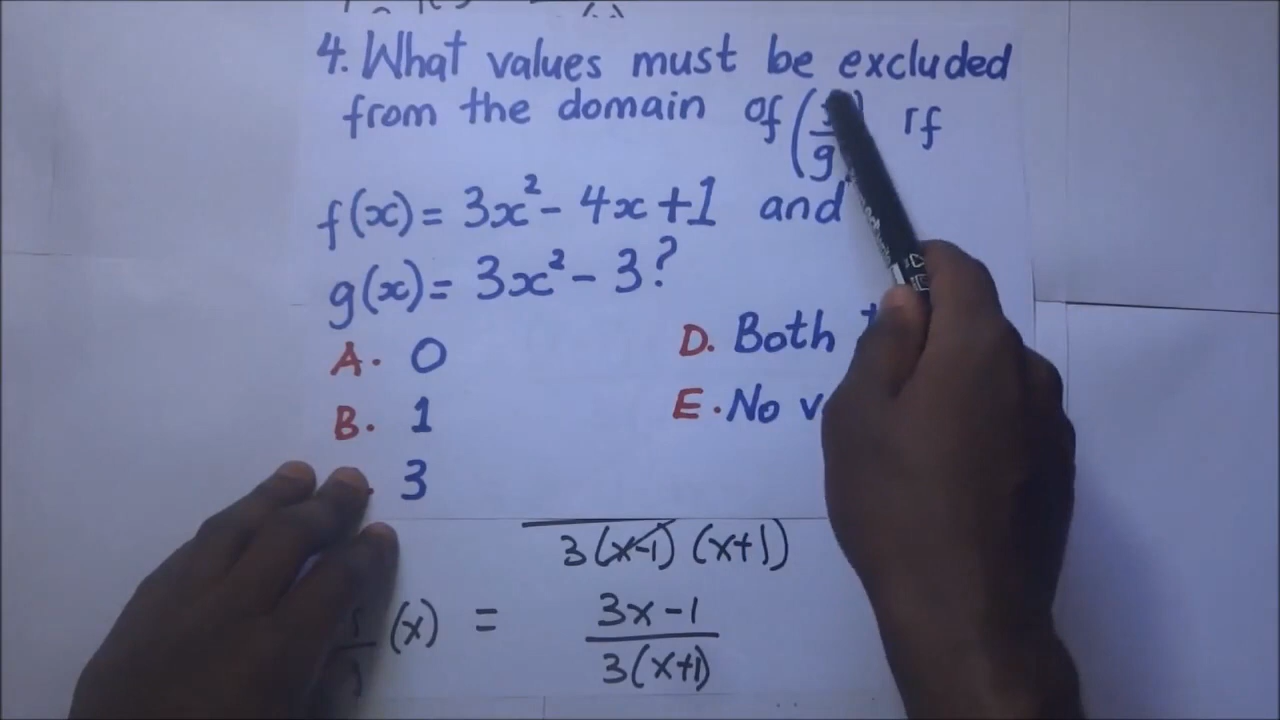 4. What values must be excluded
from the domain of ( /g If
f(x) = 3x² - 4x + 1 and
g(x) = 3x² - 3?
A. 0
B. 1
. 3
D. Both
E. No
3(x-1)(x+1)
(x) = 3x - 1
3(x+1)